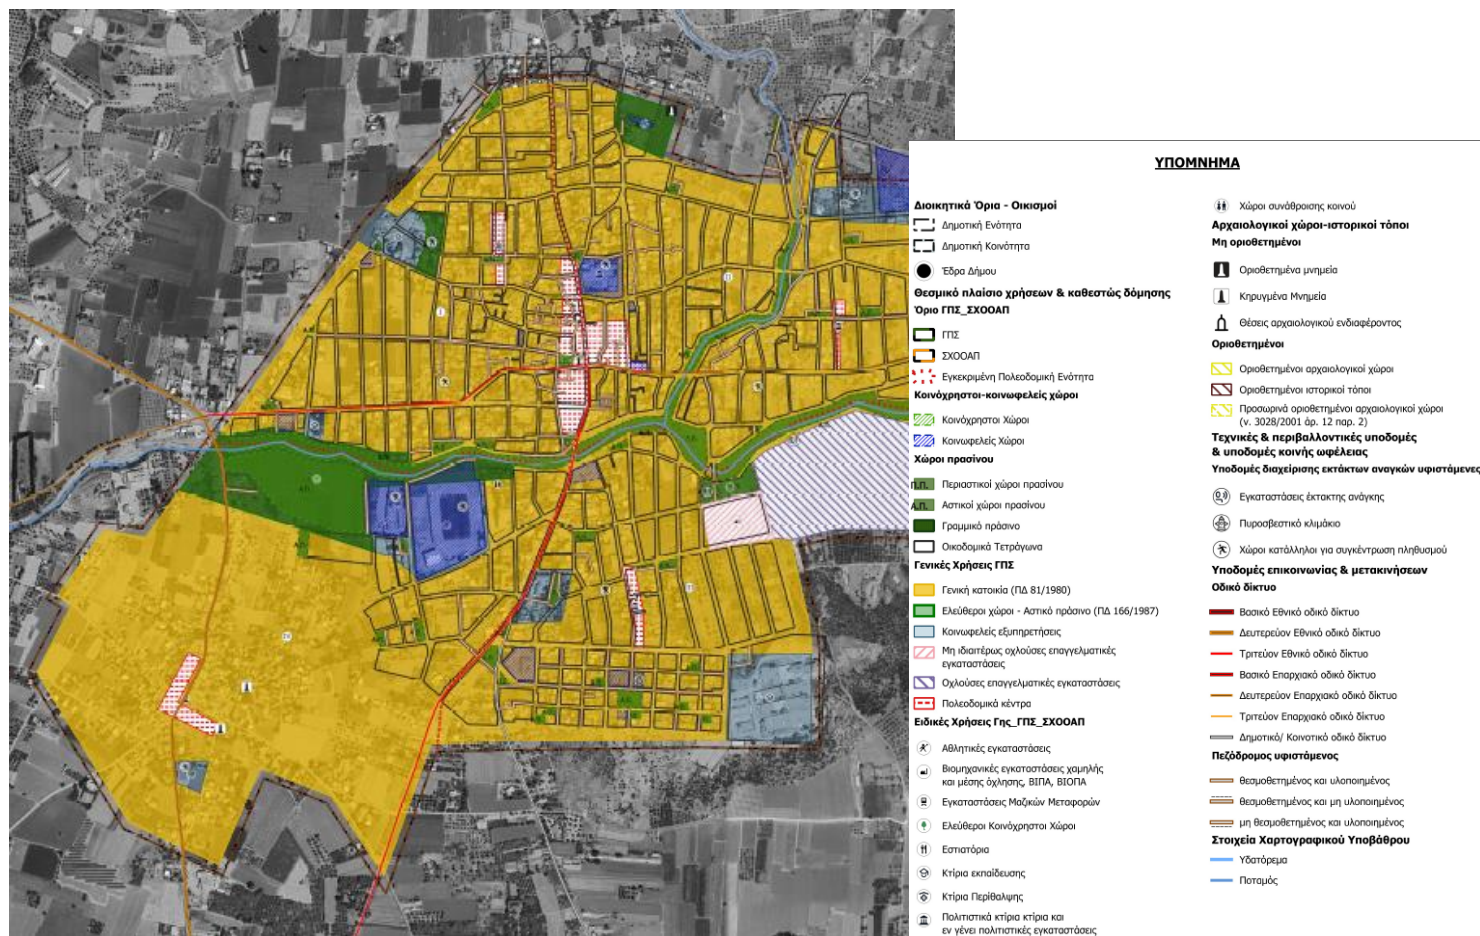 ΥΠΟΜΝΗΜΑ
Διοικητικά Όρια - Οικισμοί
Δημοτική Ενότητα
Δημοτική Κοινότητα
Έδρα Δήμου
Θεσμικό πλαίσιο χρήσεων & καθεστώς δόμησης
Όριο ΓΠΣ_ΣΧΟΟΑΠ
ΓΠΣ
ΣΧΟΟΑΠ
Εγκεκριμένη Πολεοδομική Ενότητα
Κοινόχρηστοι-κοινωφελείς χώροι
Κοινόχρηστοι Χώροι
Κοινωφελείς Χώροι
Χώροι πρασίνου
Π.Π. Περιαστικοί χώροι πρασίνου
Α.Π. Αστικοί χώροι πρασίνου
Γραμμικό πράσινο
Οικοδομικά Τετράγωνα
Γενικές Χρήσεις ΓΠΣ
Γενική κατοικία (ΠΔ 81/1980)
Ελεύθεροι χώροι - Αστικό πράσινο (ΠΔ 166/1987)
Κοινωφελείς εξυπηρετήσεις
Μη ιδιαιτέρως οχλούσες επαγγελματικές
εγκαταστάσεις
Οχλούσες επαγγελματικές εγκαταστάσεις
Πολεοδομικά κέντρα
Ειδικές Χρήσεις Γης_ΓΠΣ_ΣΧΟΟΑΠ
Αθλητικές εγκαταστάσεις
Βιομηχανικές εγκαταστάσεις χαμηλής
και μέσης όχλησης, ΒΙΠΑ, ΒΙΟΠΑ
Εγκαταστάσεις Μαζικών Μεταφορών
Ελεύθεροι Κοινόχρηστοι Χώροι
Εστιατόρια
Κτίρια εκπαίδευσης
Κτίρια Περίθαλψης
Πολιτιστικά κτίρια κτίρια και
εν γένει πολιτιστικές εγκαταστάσεις
Χώροι συνάθροισης κοινού
Αρχαιολογικοί χώροι-ιστορικοί τόποι
Μη οριοθετημένοι
Οριοθετημένα μνημεία
Κηρυγμένα Μνημεία
Θέσεις αρχαιολογικού ενδιαφέροντος
Οριοθετημένοι
Οριοθετημένοι αρχαιολογικοί χώροι
Οριοθετημένοι ιστορικοί τόποι
Προσωρινά οριοθετημένοι αρχαιολογικοί χώροι
(ν. 3028/2001 άρ. 12 παρ. 2)
Τεχνικές & περιβαλλοντικές υποδομές
& υποδομές κοινής ωφέλειας
Υποδομές διαχείρισης εκτάκτων αναγκών υφιστάμενες
Εγκαταστάσεις έκτακτης ανάγκης
Πυροσβεστικό κλιμάκιο
Χώροι κατάλληλοι για συγκέντρωση πληθυσμού
Υποδομές επικοινωνίας & μετακινήσεων
Οδικό δίκτυο
Βασικό Εθνικό οδικό δίκτυο
Δευτερεύον Εθνικό οδικό δίκτυο
Τριτεύον Εθνικό οδικό δίκτυο
Βασικό Επαρχιακό οδικό δίκτυο
Δευτερεύον Επαρχιακό οδικό δίκτυο
Τριτεύον Επαρχιακό οδικό δίκτυο
Δημοτικό/ Κοινοτικό οδικό δίκτυο
Πεζόδρομος υφιστάμενος
θεσμοθετημένος και υλοποιημένος
θεσμοθετημένος και μη υλοποιημένος
μη θεσμοθετημένος και υλοποιημένος
Στοιχεία Χαρτογραφικού Υποβάθρου
Υδατόρεμα
Ποταμός